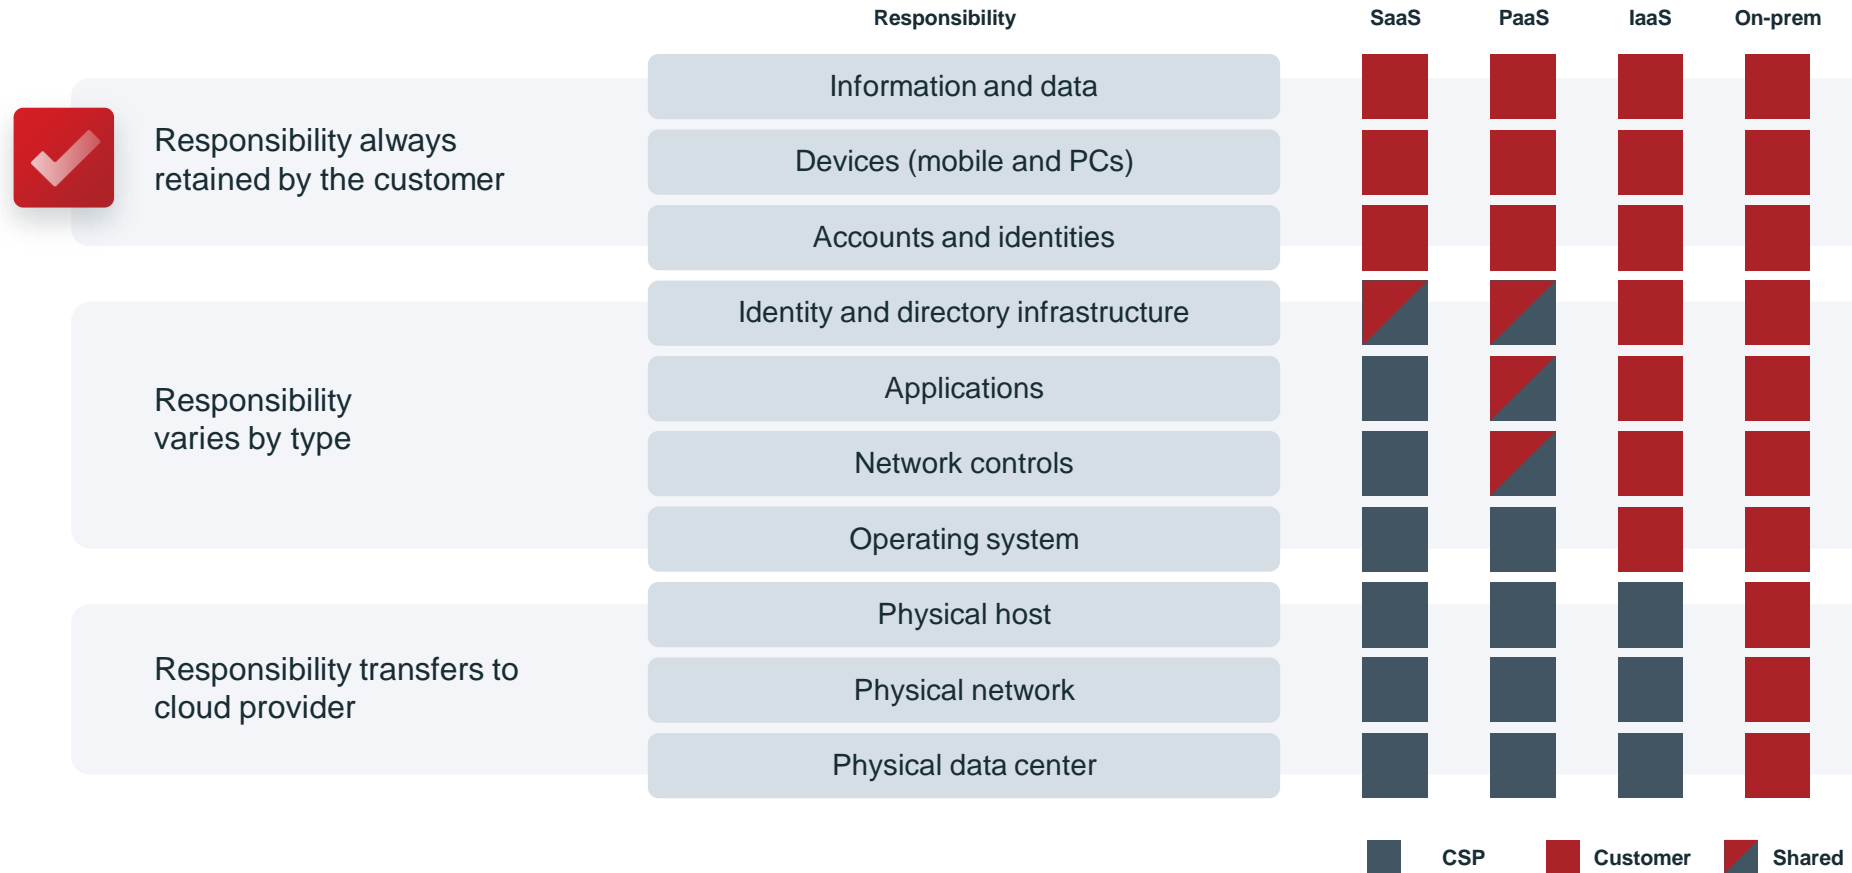 Responsibility SaaS PaaS IaaS On-prem
Responsibility always
retained by the customer
Information and data
Devices (mobile and PCs)
Accounts and identities
Responsibility
varies by type
Identity and directory infrastructure
Applications
Network controls
Operating system
Responsibility transfers to
cloud provider
Physical host
Physical network
Physical data center
CSP Customer Shared